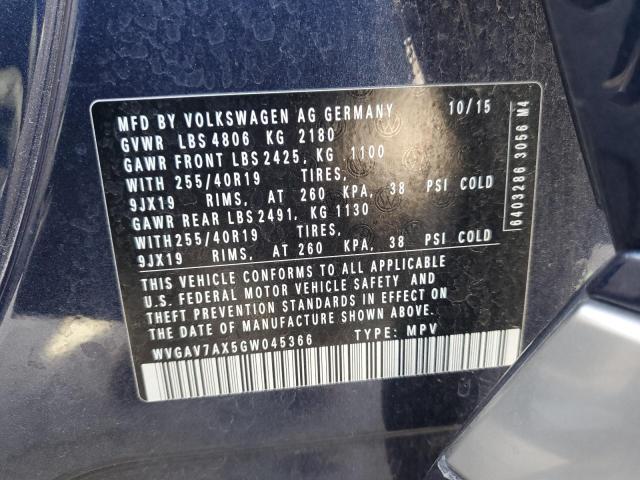 MFD BY VOLKSWAGEN AG GERMANY 10/15
GVWR LBS 4806 KG 2180
GAWR FRONT LBS 2425, KG 1100
WITH 255/40R19 TIRES,
9JX19 RIMS, AT 260 KPA, 38 PSI COLD
GAWR REAR LBS 2491, KG 1130
WITH 255/40R19 TIRES,
9JX19 RIMS, AT 260 KPA, 38 PSI COLD
THIS VEHICLE CONFORMS TO ALL APPLICABLE
U.S. FEDERAL MOTOR VEHICLE SAFETY AND
THEFT PREVENTION STANDARDS IN EFFECT ON
THE DATE OF MANUFACTURE SHOWN ABOVE.
WVGAV7AX5GW045366 TYPE: MPV
6403286 3056 M4